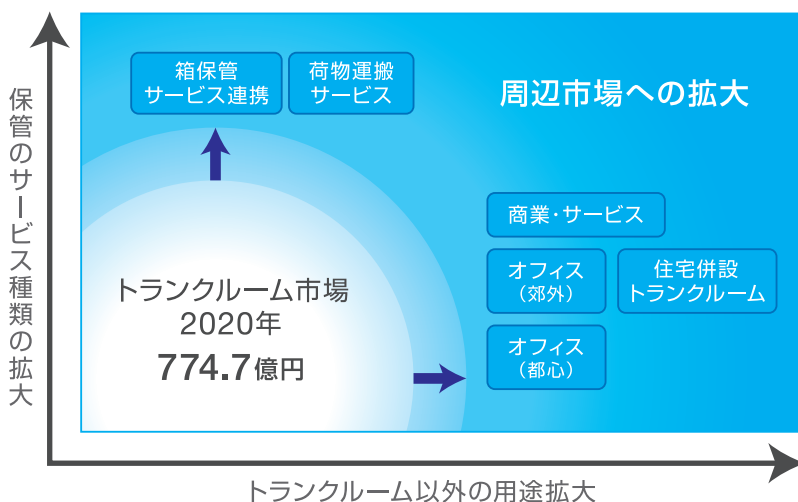 保管のサービス種類の拡大
箱保管
サービス連携
荷物運搬
サービス
周辺市場への拡大
商業・サービス
オフィス
（郊外）
住宅併設
トランクルーム
オフィス
（都心）
トランクルーム市場
2020年
774.7億円
トランクルーム以外の用途拡大